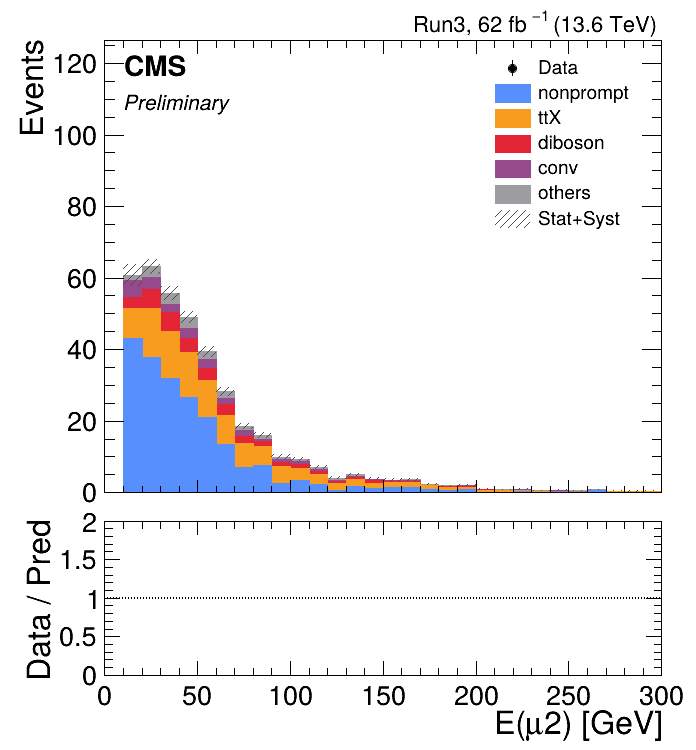 Run3, 62 fb⁻¹ (13.6 TeV)
CMS
Preliminary
Events
120
100
80
60
40
20
0
Data
nonprompt
ttX
diboson
conv
others
Stat+Syst
Data / Pred
2
1.5
1
0.5
0
0 50 100 150 200 250 300
E(μ2) [GeV]